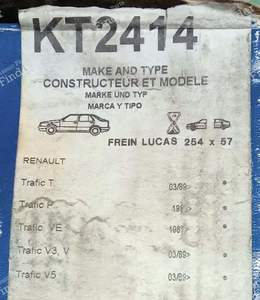 KT2414
MAKE AND TYPE
CONSTRUCTEUR ET MODELE
MARKE UND TYP
MARCA Y TIPO
FREIN LUCAS 254 x 57
RENAULT
Trafic T 03/89>
Trafic P
Trafic VE 1981>
Trafic V3, V 03/89>
Trafic V5 03/89>